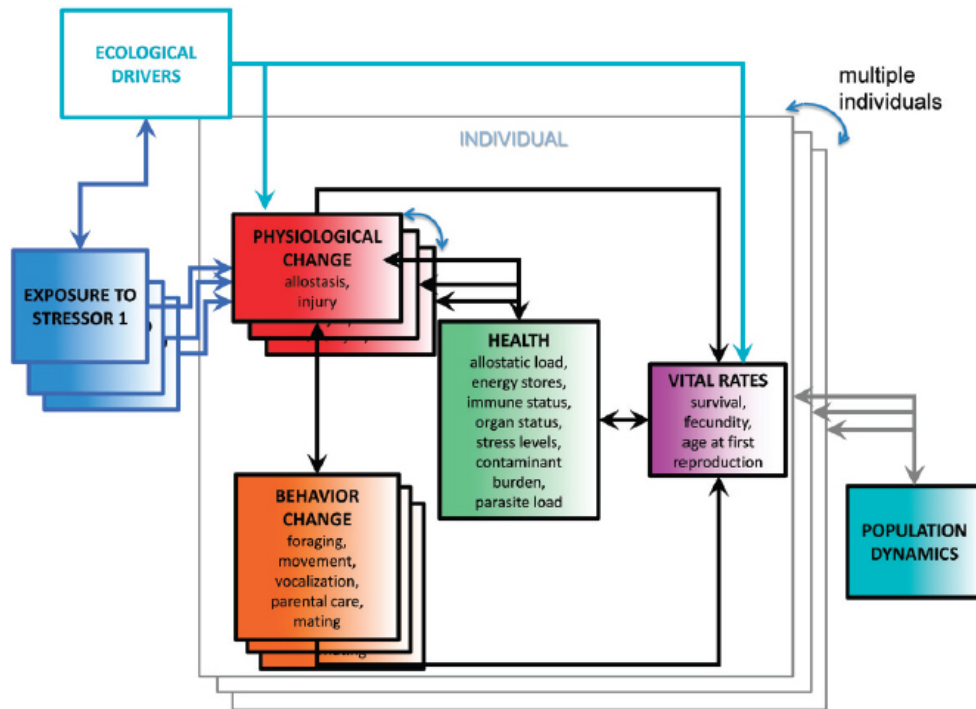 ECOLOGICAL
DRIVERS
multiple
individuals
INDIVIDUAL
PHYSIOLOGICAL
CHANGE
allostasis,
injury
EXPOSURE TO
STRESSOR 1
HEALTH
allostatic load,
energy stores,
immune status,
organ status,
stress levels,
contaminant
burden,
parasite load
VITAL RATES
survival,
fecundity,
age at first
reproduction
BEHAVIOR
CHANGE
foraging,
movement,
vocalization,
parental care,
mating
POPULATION
DYNAMICS